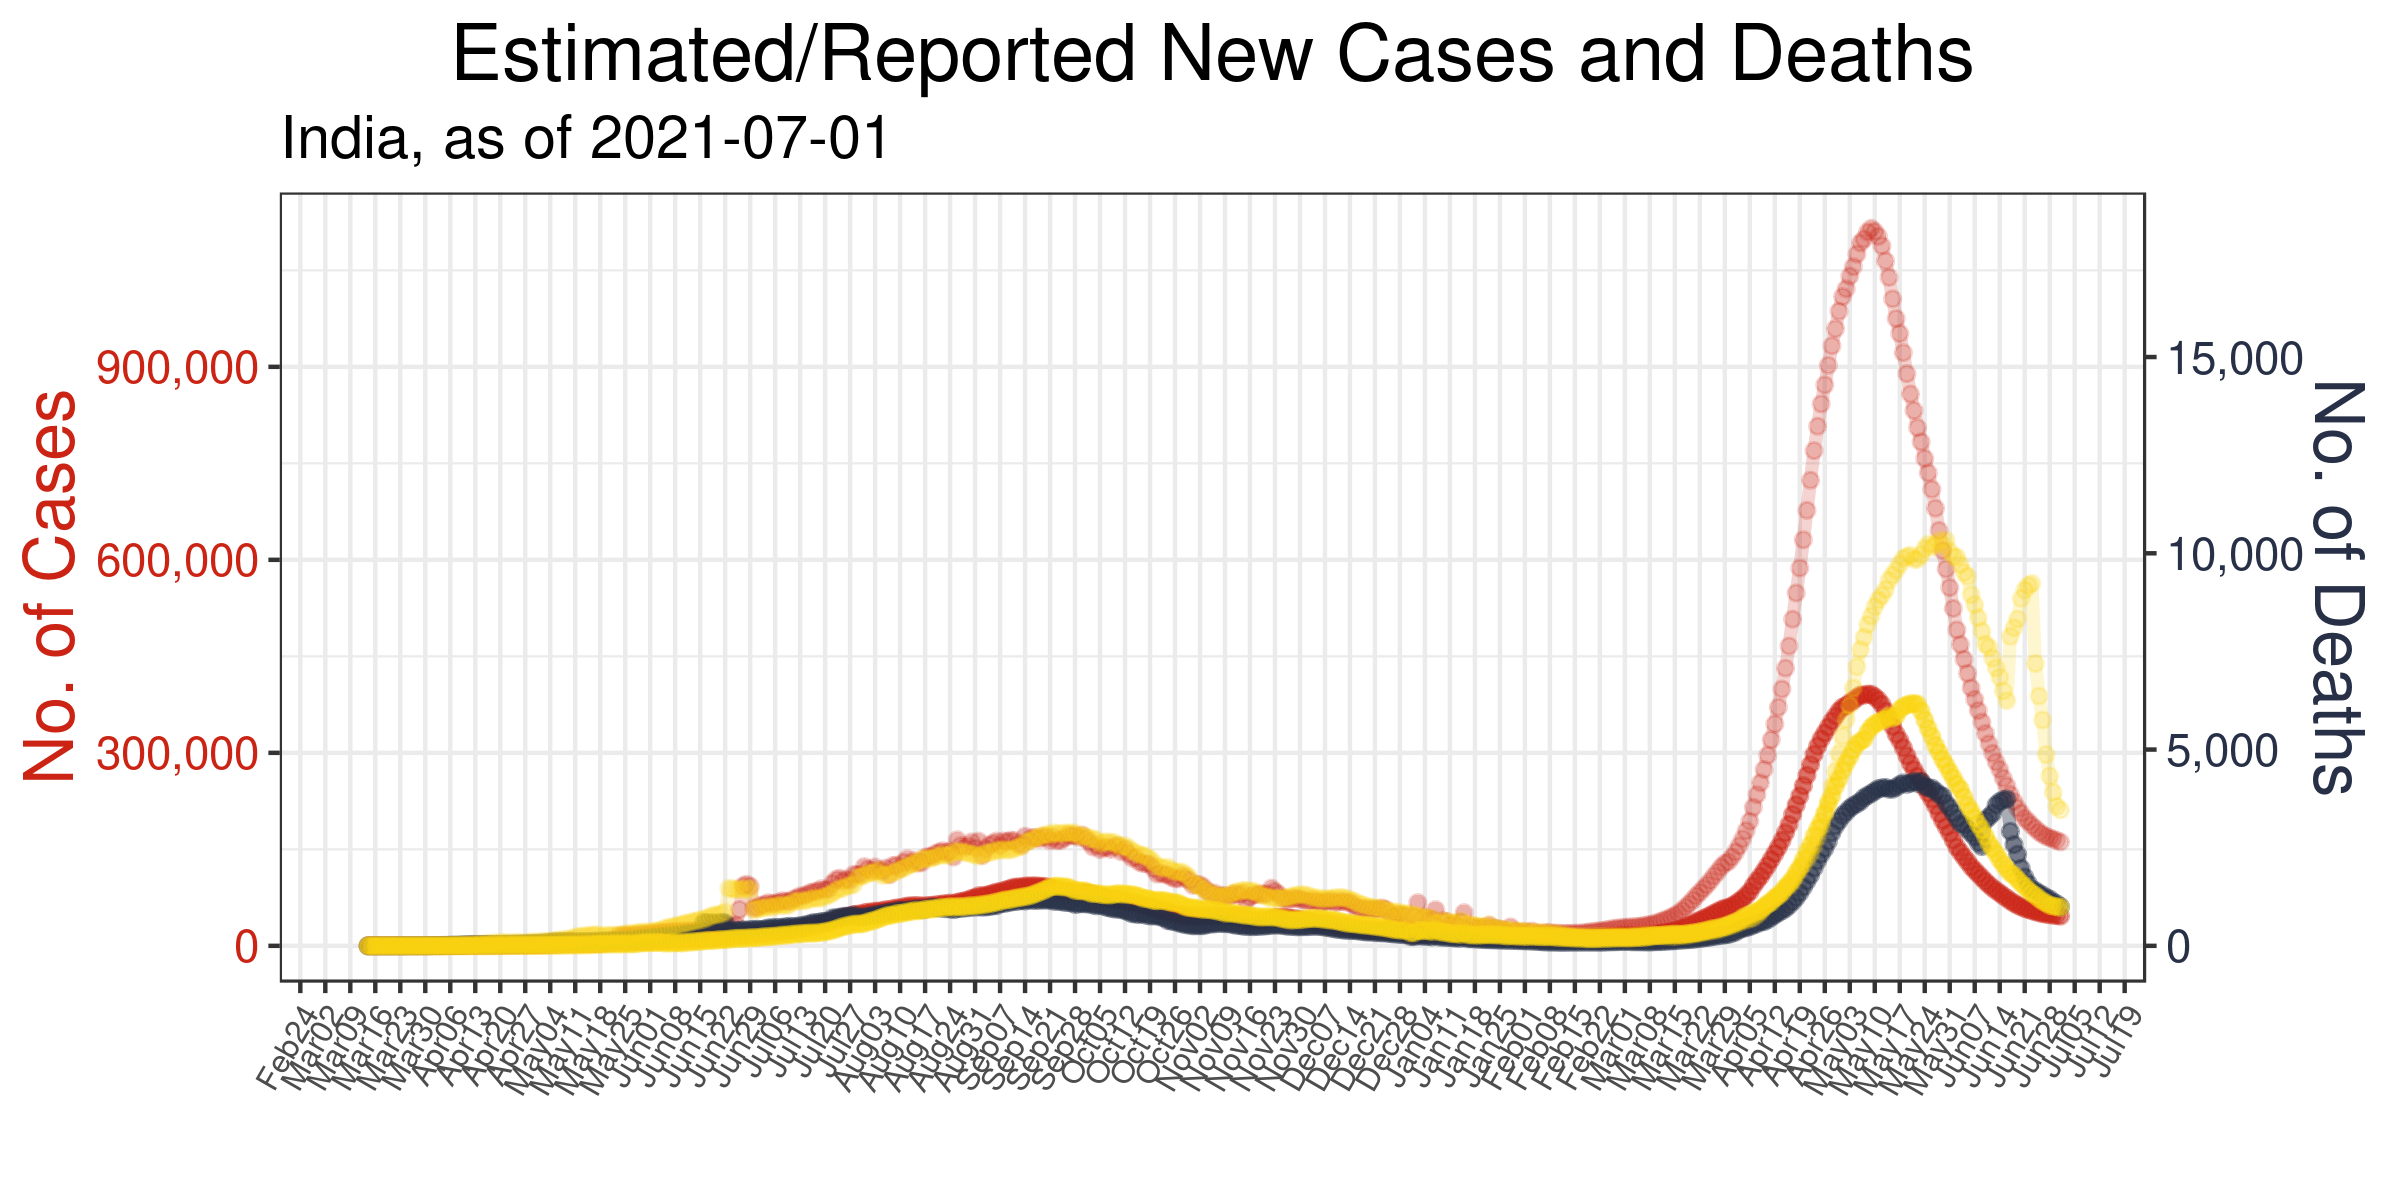 Estimated/Reported New Cases and Deaths
India, as of 2021-07-01
No. of Cases
900,000
600,000
300,000
0
15,000
10,000
5,000
0
No. of Deaths
Feb24
Mar02
Mar09
Mar16
Mar23
Mar30
Apr06
Apr13
Apr20
Apr27
May04
May11
May18
May25
Jun01
Jun08
Jun15
Jun22
Jun29
Jul06
Jul13
Jul20
Jul27
Aug03
Aug10
Aug17
Aug24
Aug31
Sep07
Sep14
Sep21
Sep28
Oct05
Oct12
Oct19
Oct26
Nov02
Nov09
Nov16
Nov23
Nov30
Dec07
Dec14
Dec21
Dec28
Jan04
Jan11
Jan18
Jan25
Feb01
Feb08
Feb15
Feb22
Mar01
Mar08
Mar15
Mar22
Mar29
Apr05
Apr12
Apr19
Apr26
May03
May10
May17
May24
May31
Jun07
Jun14
Jun21
Jun28
Jul05
Jul12
Jul19